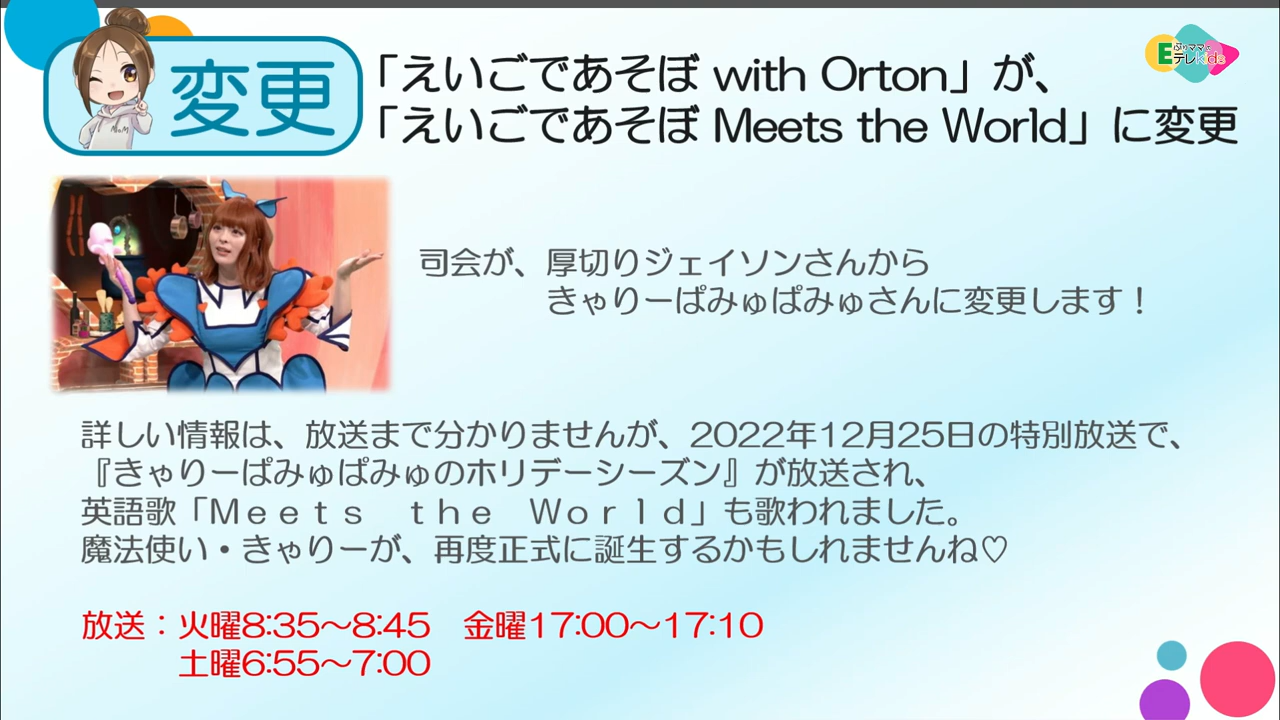 変更
「えいごであそぼ with Orton」が、
「えいごであそぼ Meets the World」に変更
EテレKids
司会が、厚切りジェイソンさんから
きゃりーぱみゅぱみゅさんに変更します！
詳しい情報は、放送まで分かりませんが、2022年12月25日の特別放送で、
『きゃりーぱみゅぱみゅのホリデーシーズン』が放送され、
英語歌「Ｍｅｅｔｓ　ｔｈｅ　Ｗｏｒｌｄ」も歌われました。
魔法使い・きゃりーが、再度正式に誕生するかもしれませんね♡
放送：火曜8:35～8:45　金曜17:00～17:10
土曜6:55～7:00